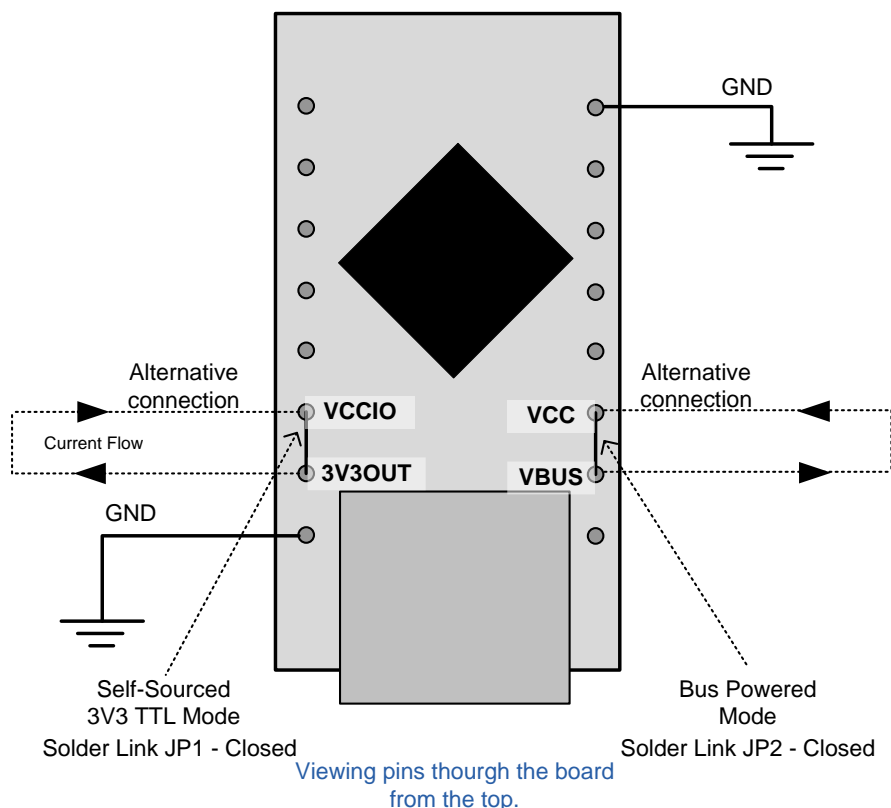 GND
Alternative
connection
Alternative
connection
VCCIO
VCC
Current Flow
3V3OUT
VBUS
GND
Self-Sourced
3V3 TTL Mode
Solder Link JP1 - Closed
Bus Powered
Mode
Solder Link JP2 - Closed
Viewing pins thourgh the board
from the top.